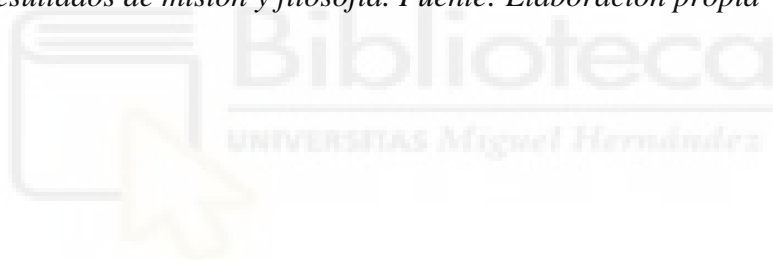 esultados de misión y filosofía. Fuente: Elaboración propia
Biblioteca
UNIVERSITAS Miguel Hernández